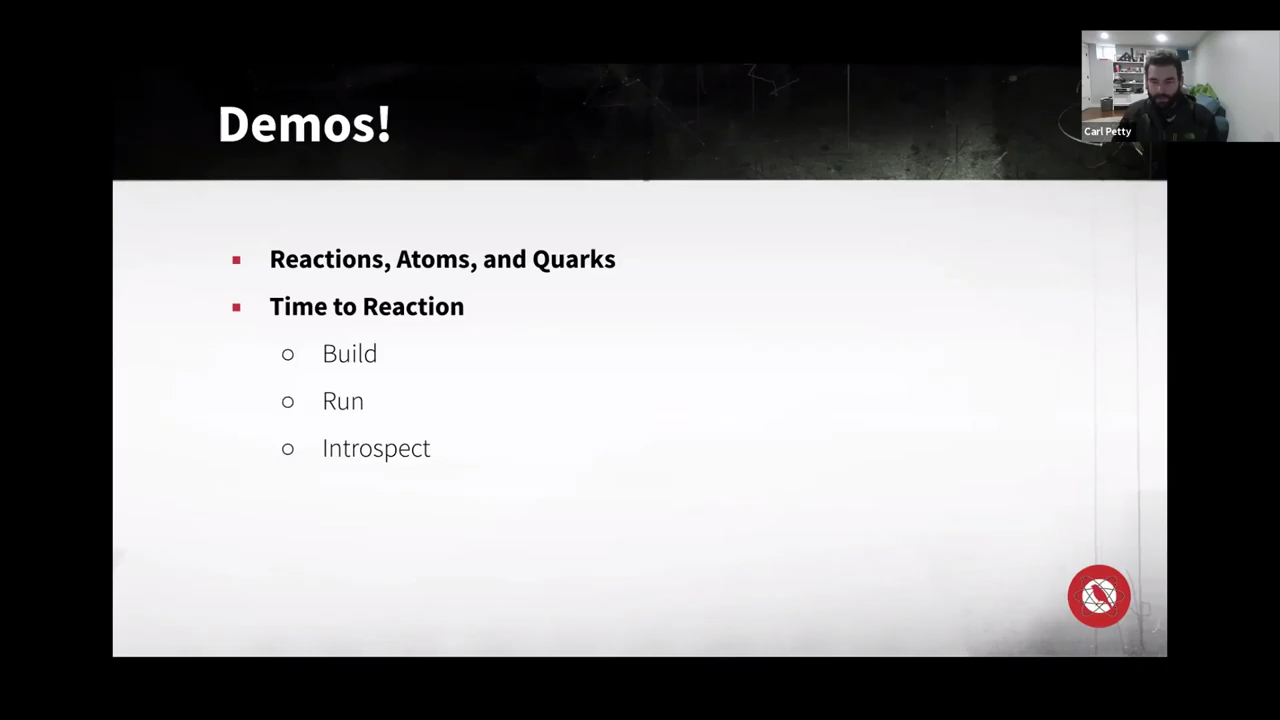 Demos!
Carl Petty
Reactions, Atoms, and Quarks
Time to Reaction
Build
Run
Introspect